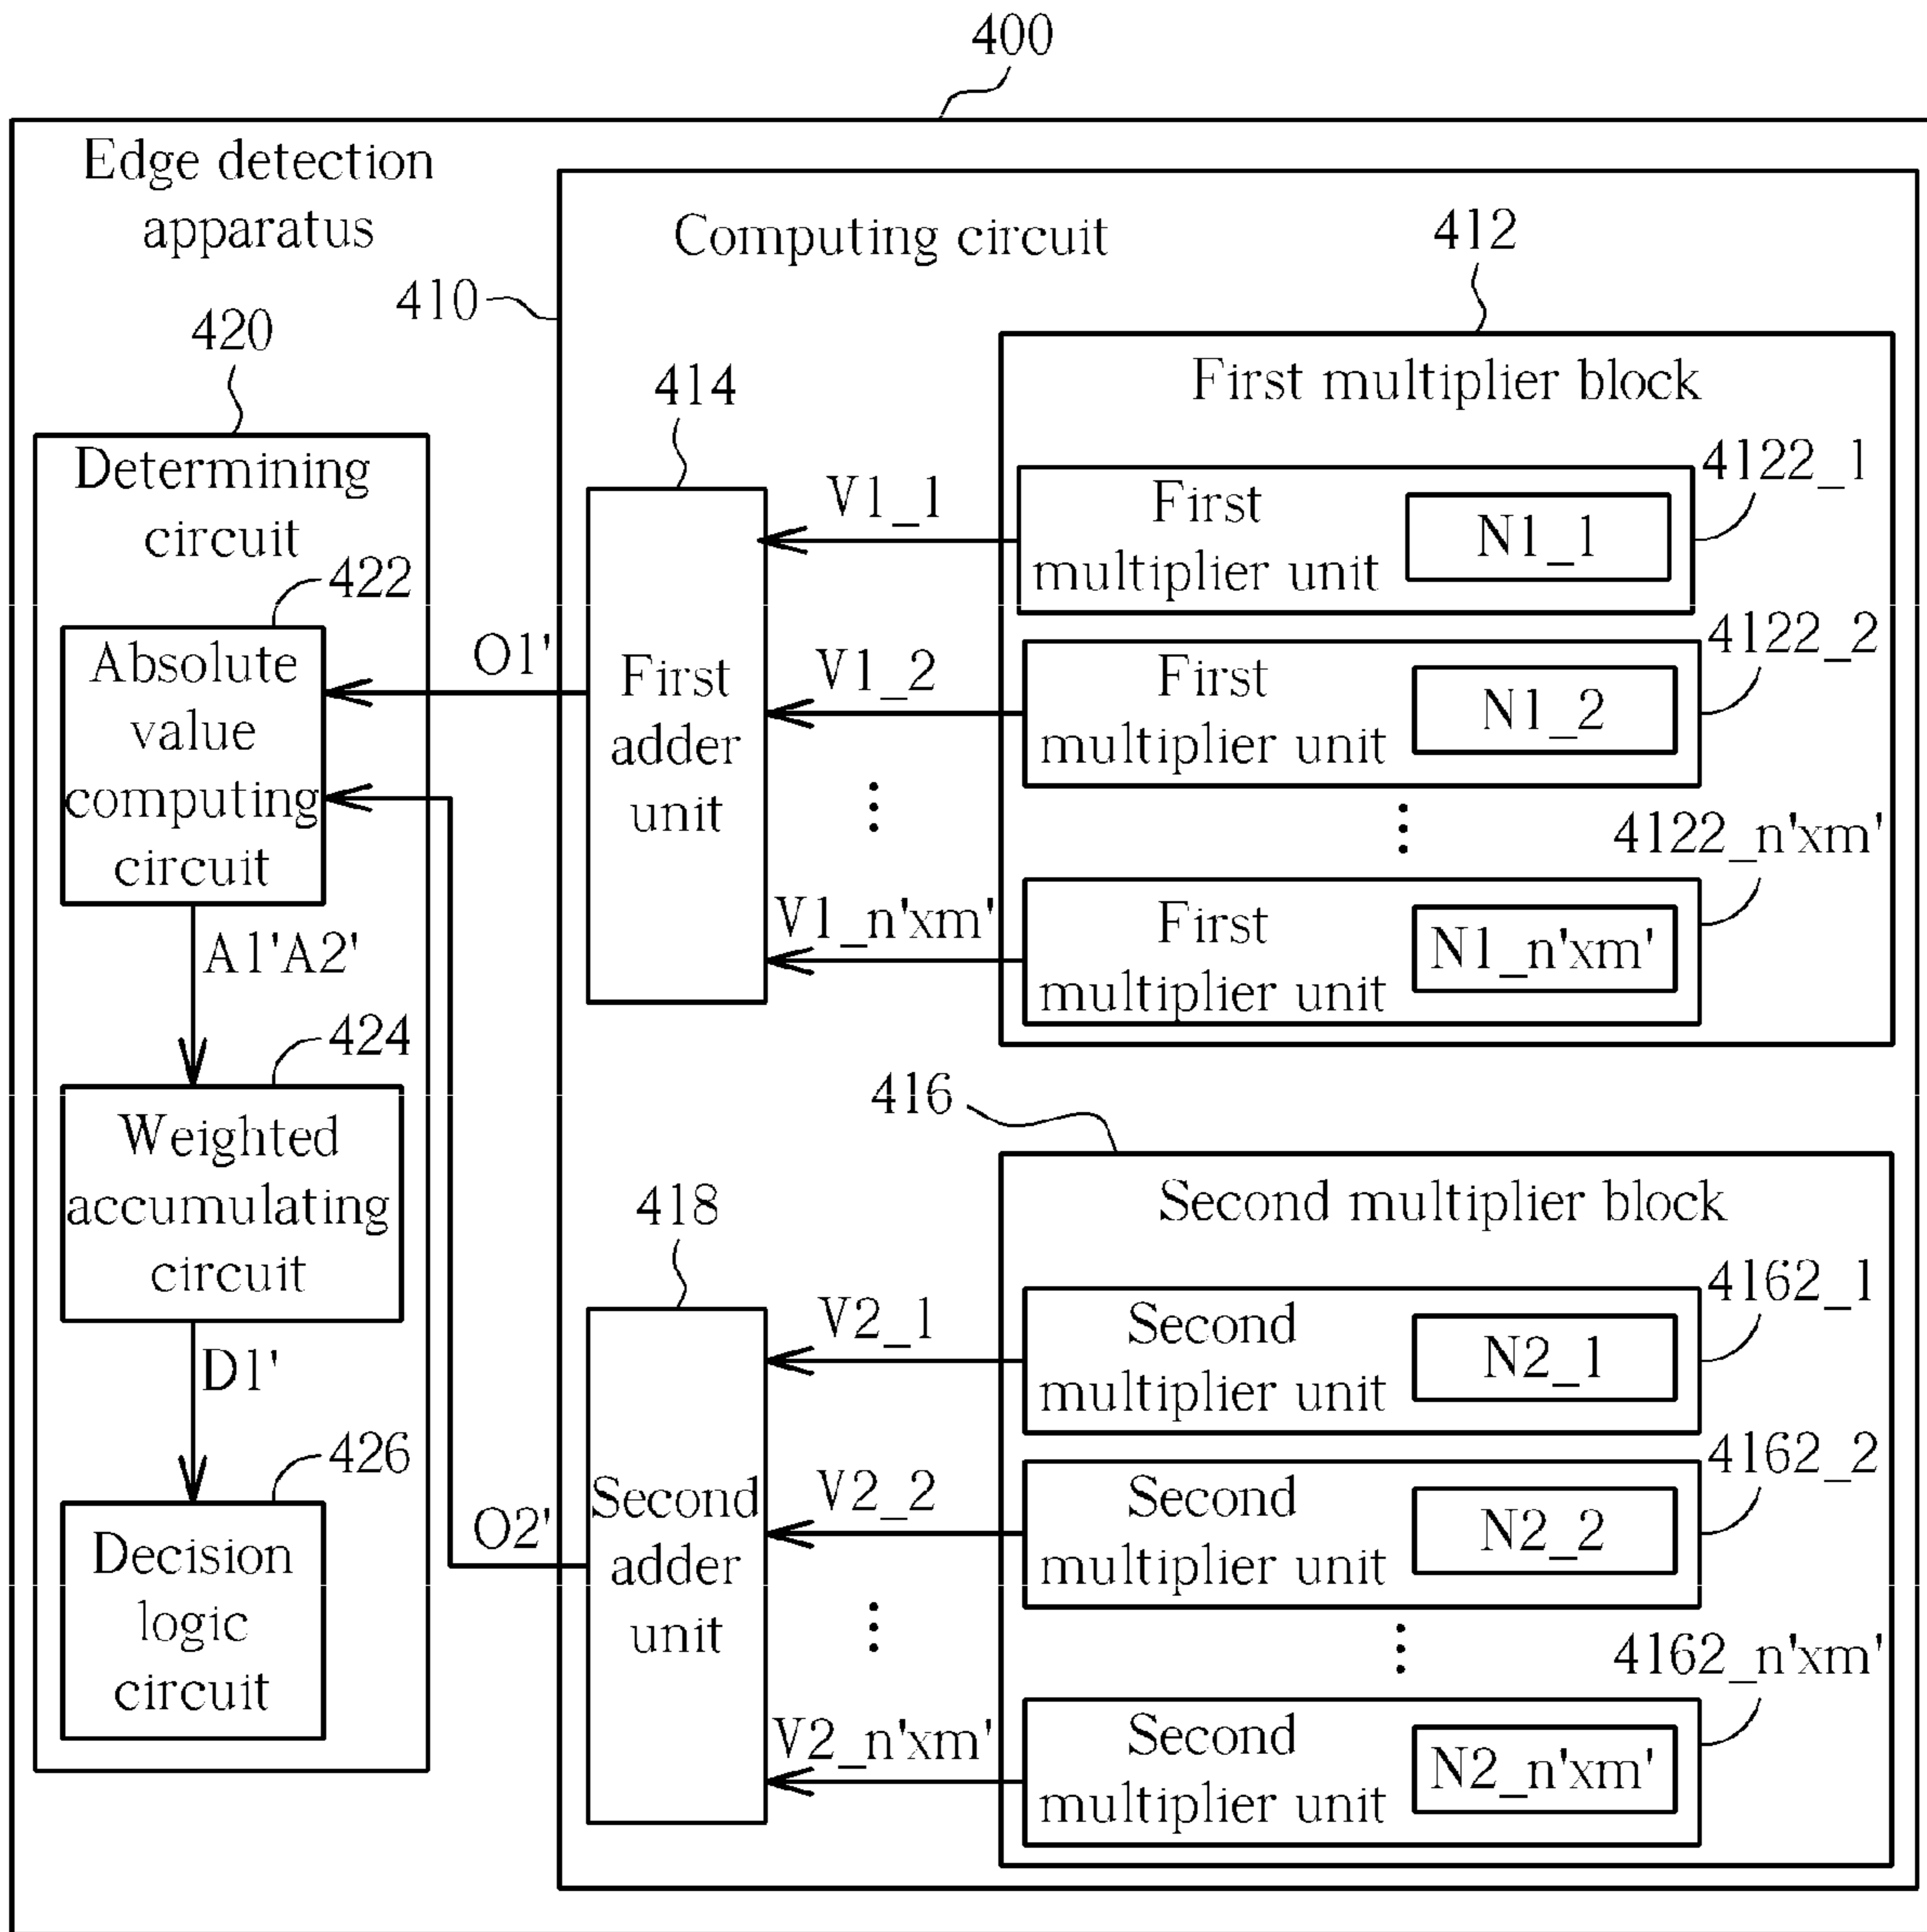 400
Edge detection
apparatus
Computing circuit
412
410
420
414
First multiplier block
Determining
circuit
422
Absolute
value
computing
circuit
O1'
First
adder
unit
V1_1
First
multiplier unit
N1_1
4122_1
V1_2
First
multiplier unit
N1_2
4122_2
V1_n'xm'
First
multiplier unit
N1_n'xm'
4122_n'xm'
A1'A2'
424
Weighted
accumulating
circuit
D1'
426
Decision
logic
circuit
416
418
Second multiplier block
O2'
Second
adder
unit
V2_1
Second
multiplier unit
N2_1
4162_1
V2_2
Second
multiplier unit
N2_2
4162_2
V2_n'xm'
Second
multiplier unit
N2_n'xm'
4162_n'xm'